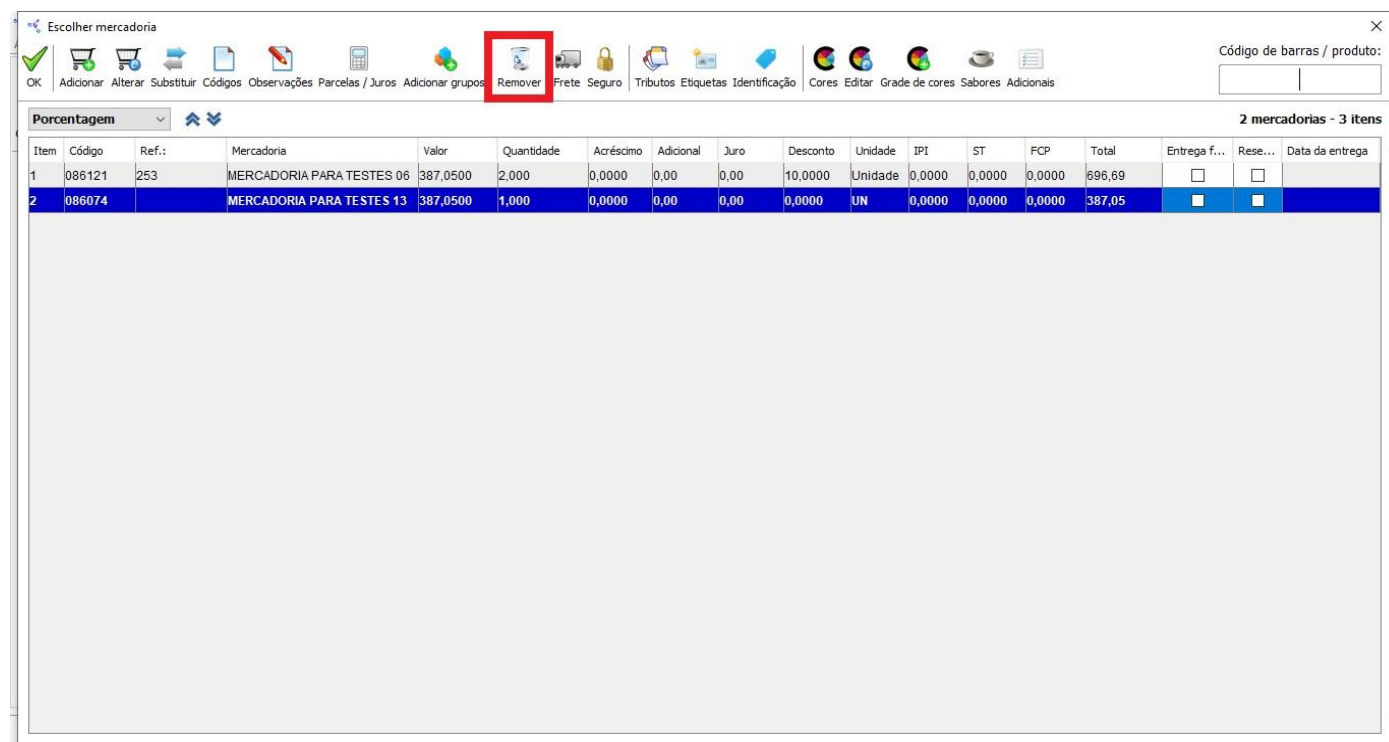 Escolher mercadoria
Código de barras / produto:
OK Adicionar Alterar Substituir Códigos Observações Parcelas / Juros Adicionar grupos Remover Frete Seguro Tributos Etiquetas Identificação Cores Editar Grade de cores Sabores Adicionais
Porcentagem 2 mercadorias - 3 itens
Item Código Ref.: Mercadoria Valor Quantidade Acréscimo Adicional Juro Desconto Unidade IPI ST FCP Total Entrega f... Rese... Data da entrega
1 086121 253 MERCADORIA PARA TESTES 06 387,0500 2,000 0,0000 0,00 0,00 10,0000 Unidade 0,0000 0,0000 0,0000 696,69
2 086074 MERCADORIA PARA TESTES 13 387,0500 1,000 0,0000 0,00 0,00 0,0000 UN 0,0000 0,0000 0,0000 387,05